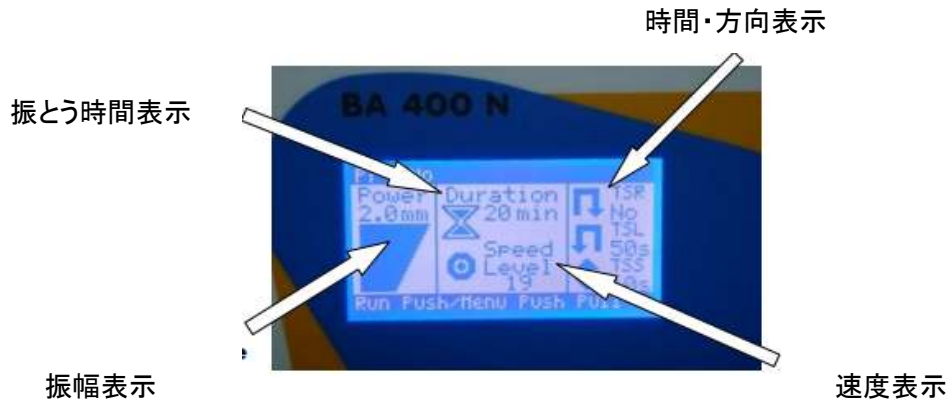 時間・方向表示
振とう時間表示
BA 400 N
Power
2.0mm
Duration
20min
Speed
Level
19
TSR
No
TSL
50s
TSS
Run Push/Menu Push Pull
振幅表示
速度表示